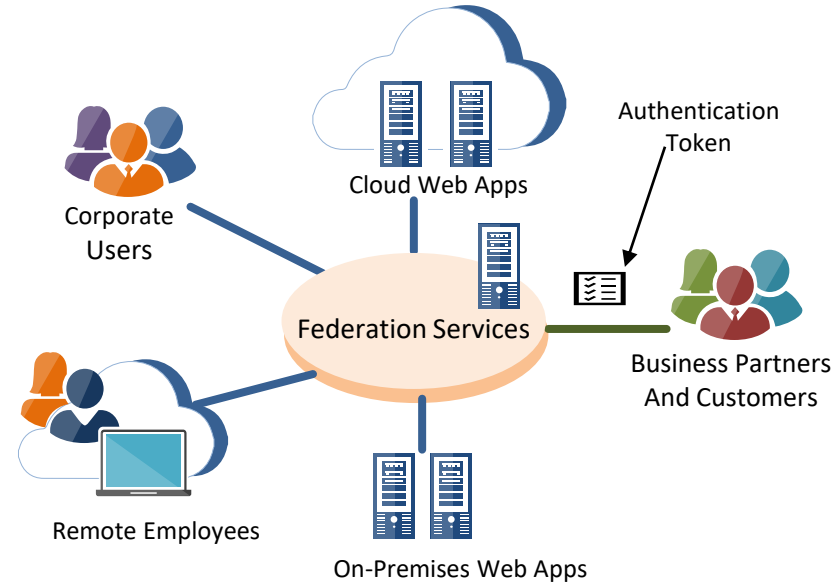 Authentication
Token
Cloud Web Apps
Corporate
Users
Federation Services
Business Partners
And Customers
Remote Employees
On-Premises Web Apps